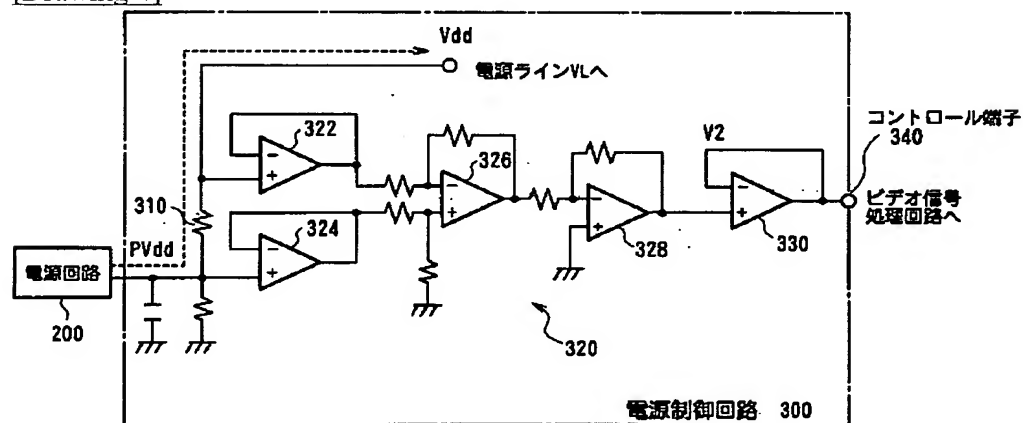 Vdd
電源ラインVLへ
322
コントロール端子
340
V2
326
310
324
PVdd
328
330
ビデオ信号
処理回路へ
電源回路
200
320
電源制御回路 300